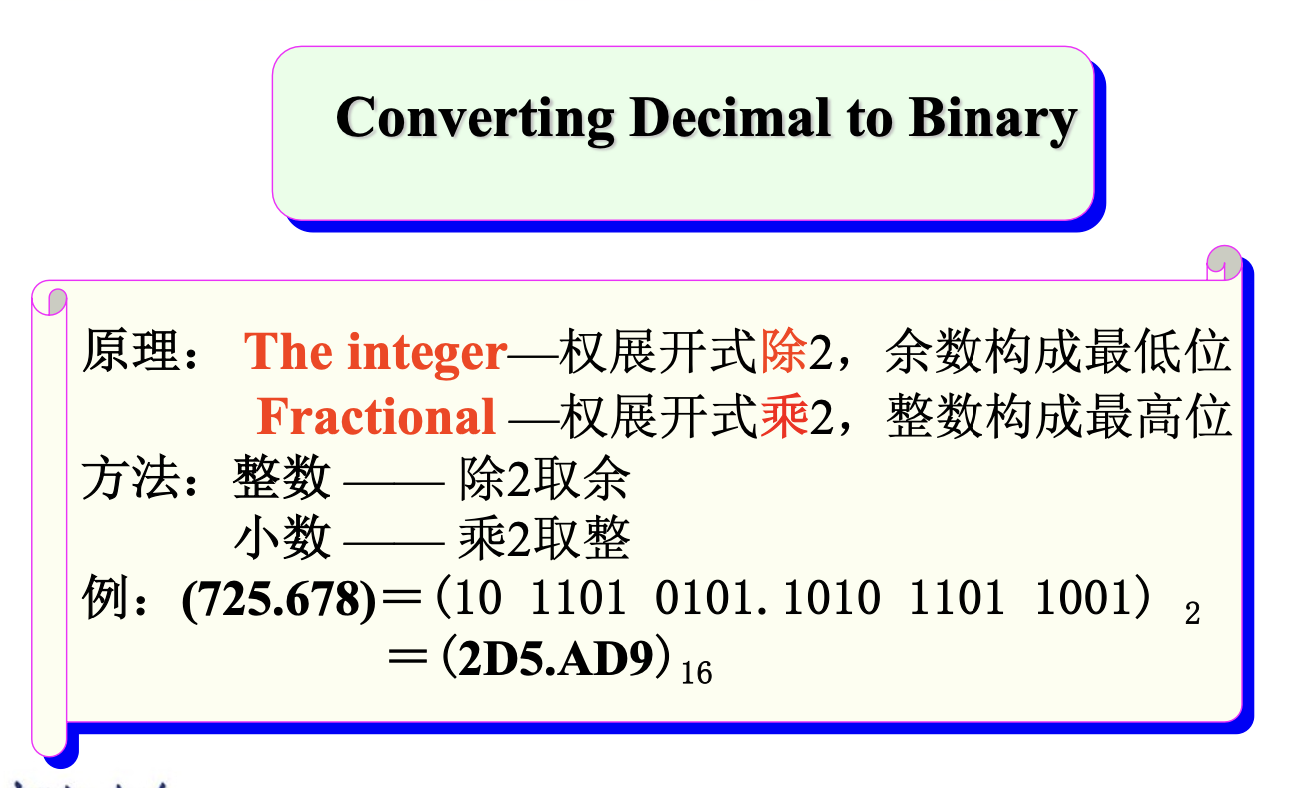 Converting Decimal to Binary
原理： The integer—权展开式除2，余数构成最低位
Fractional —权展开式乘2，整数构成最高位
方法：整数 —— 除2取余
小数 —— 乘2取整
例：(725.678)＝(10 1101 0101.1010 1101 1001) 2
＝(2D5.AD9)16